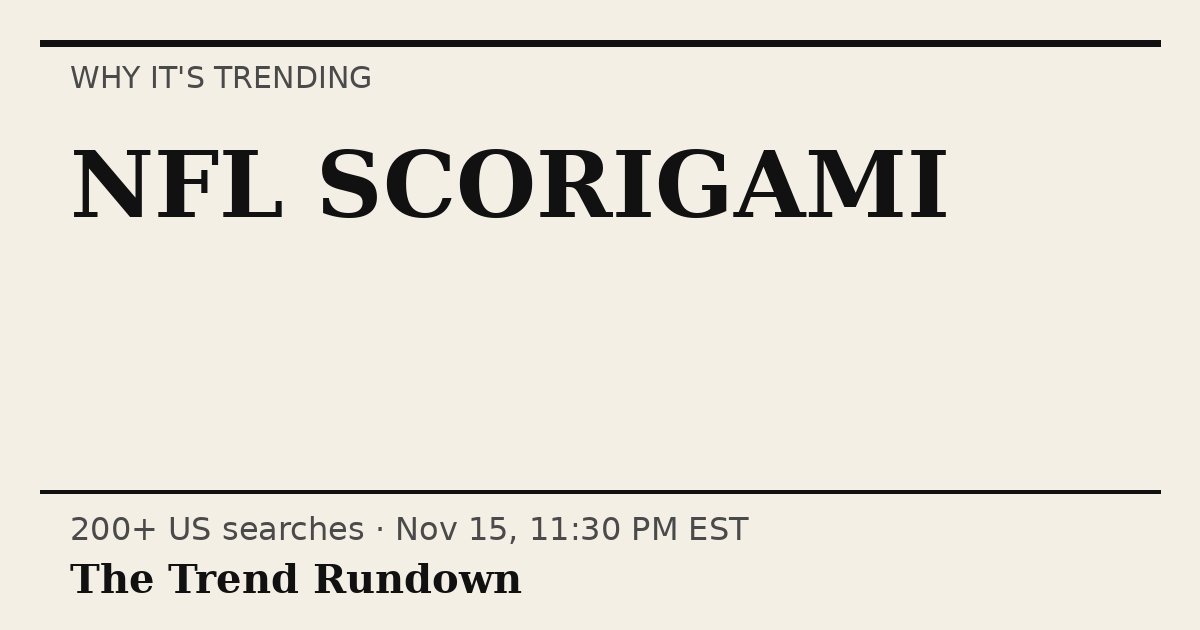 WHY IT'S TRENDING
NFL SCORIGAMI
200+ US searches · Nov 15, 11:30 PM EST
The Trend Rundown